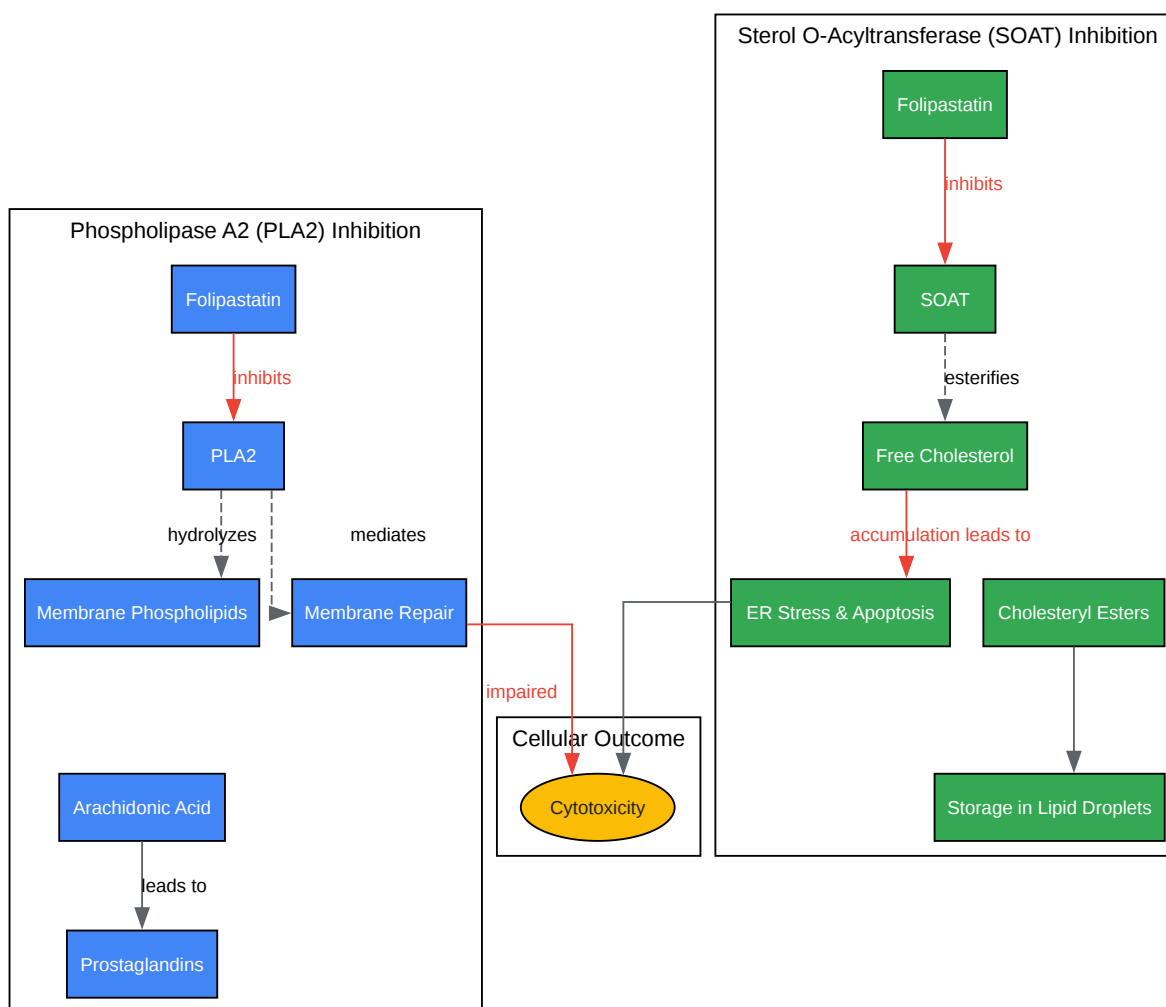 Sterol O-Acyltransferase (SOAT) Inhibition
Folipastatin
inhibits
SOAT
esterifies
Free Cholesterol
accumulation leads to
ER Stress & Apoptosis
Cholesteryl Esters
Storage in Lipid Droplets
Phospholipase A2 (PLA2) Inhibition
Folipastatin
inhibits
PLA2
hydrolyzes
mediates
Membrane Phospholipids
Membrane Repair
impaired
Arachidonic Acid
leads to
Prostaglandins
Cellular Outcome
Cytotoxicity